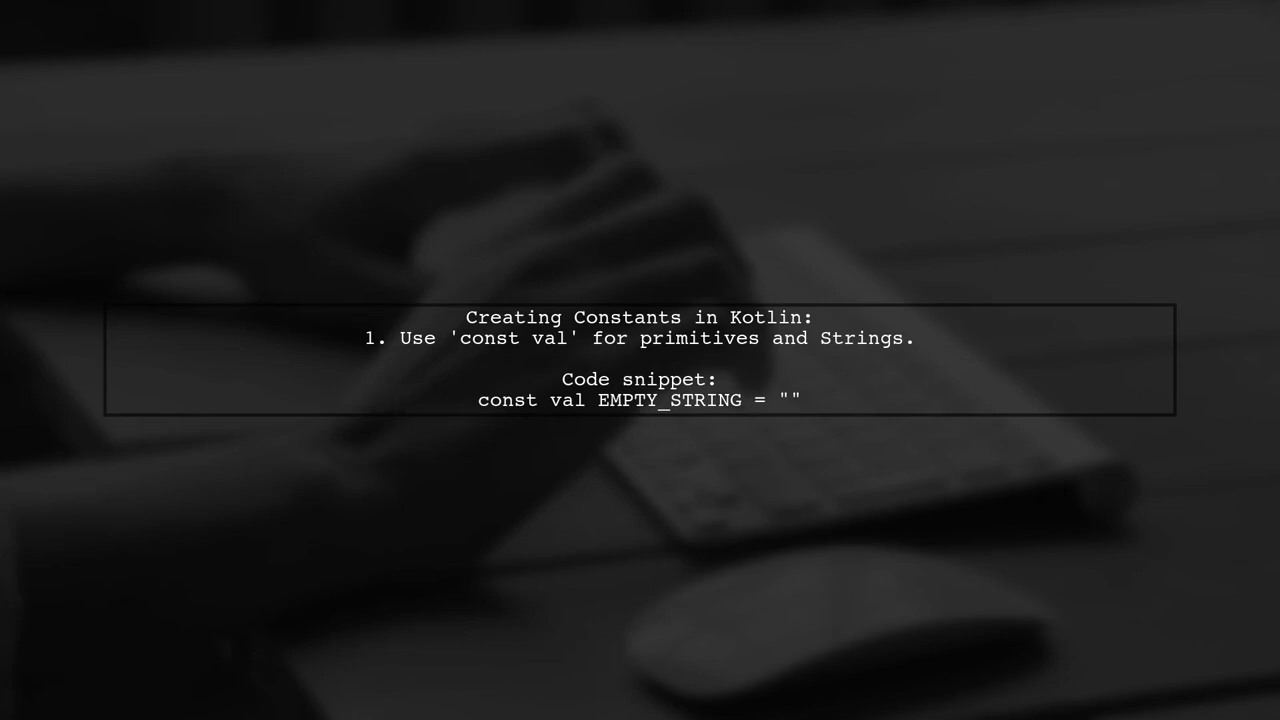 Creating Constants in Kotlin:
1. Use 'const val' for primitives and Strings.
Code snippet:
const val EMPTY_STRING = ""